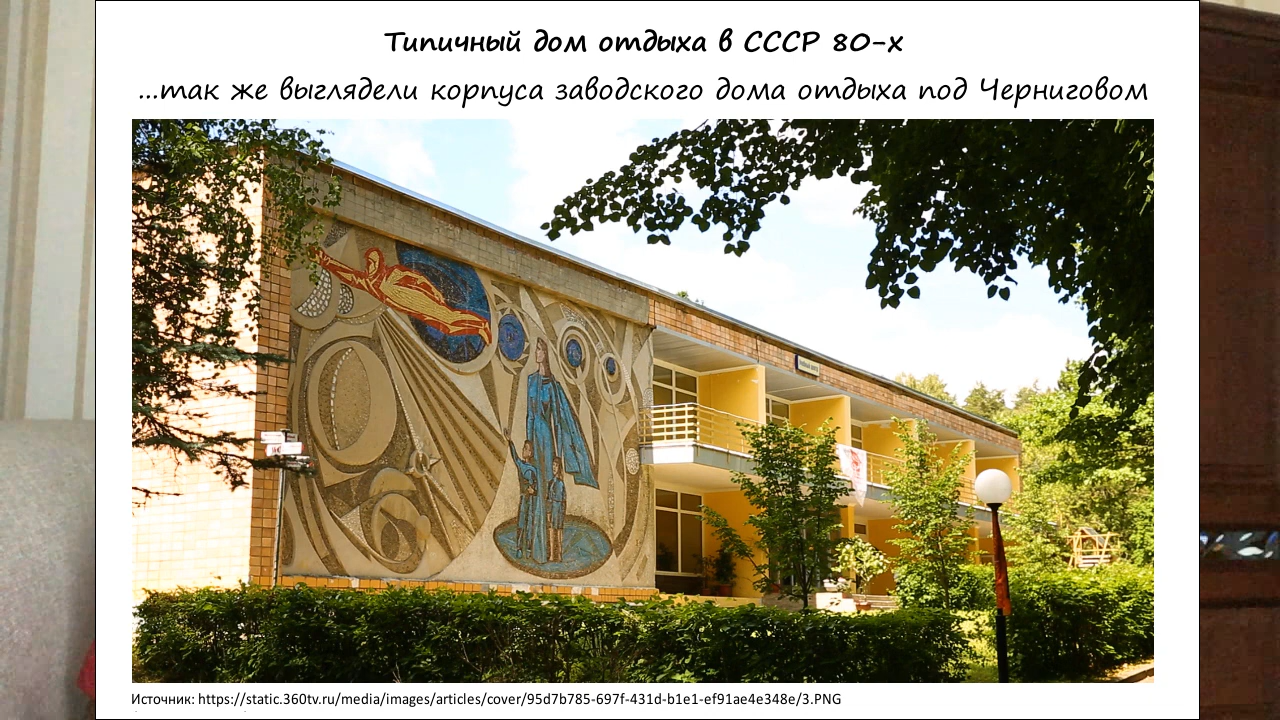 Типичный дом отдыха в СССР 80-х
...так же выглядели корпуса заводского дома отдыха под Черниговом
Источник: https://static.360tv.ru/media/images/articles/cover/95d7b785-697f-431d-b1e1-ef91ae4e348e/3.PNG